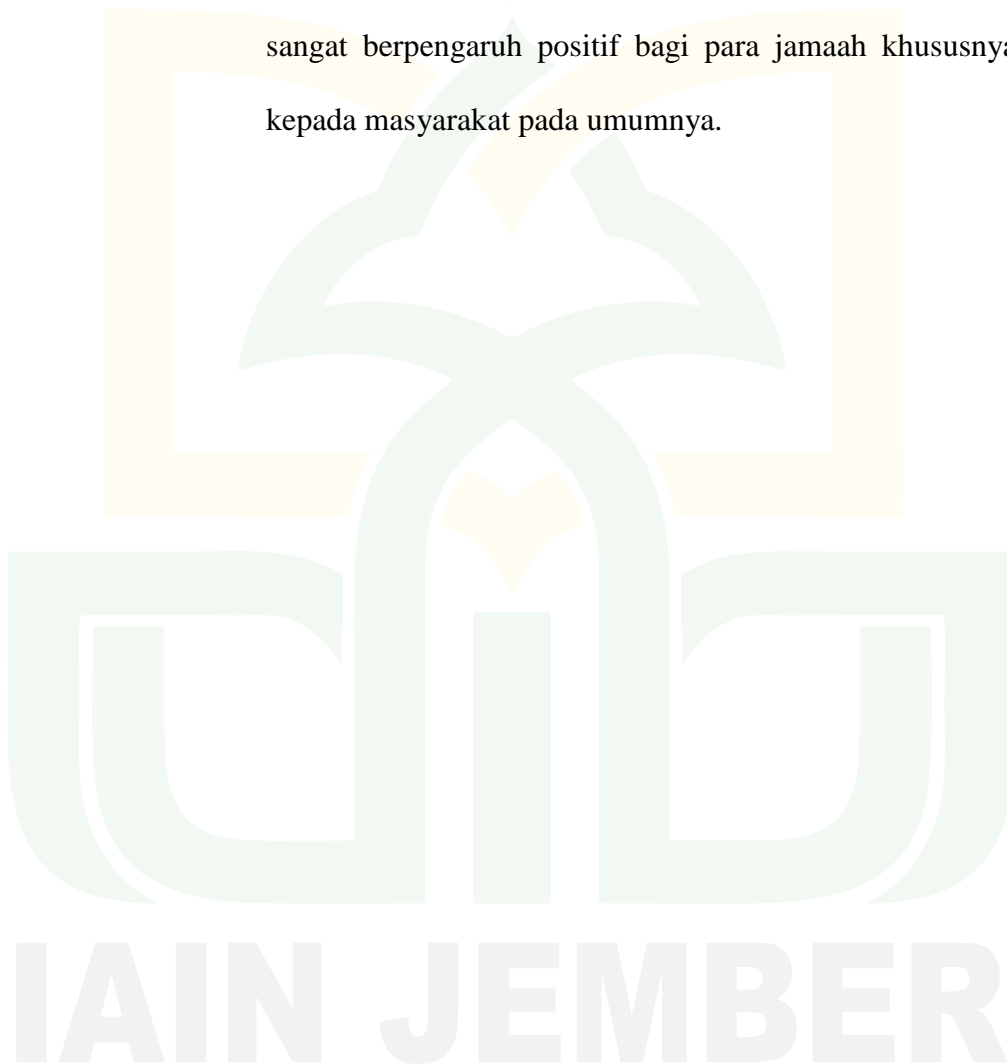 sangat berpengaruh positif bagi para jamaah khususnya
kepada masyarakat pada umumnya.
IAIN JEMBER